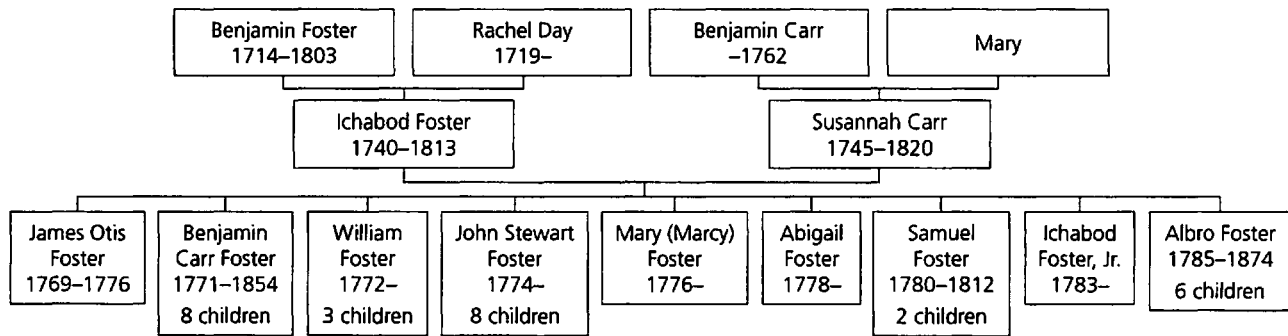 Benjamin Foster
1714–1803
Rachel Day
1719–
Benjamin Carr
–1762
Mary
Ichabod Foster
1740–1813
Susannah Carr
1745–1820
James Otis
Foster
1769–1776
Benjamin
Carr Foster
1771–1854
8 children
William
Foster
1772–
3 children
John Stewart
Foster
1774–
8 children
Mary (Marcy)
Foster
1776–
Abigail
Foster
1778–
Samuel
Foster
1780–1812
2 children
Ichabod
Foster, Jr.
1783–
Albro Foster
1785–1874
6 children